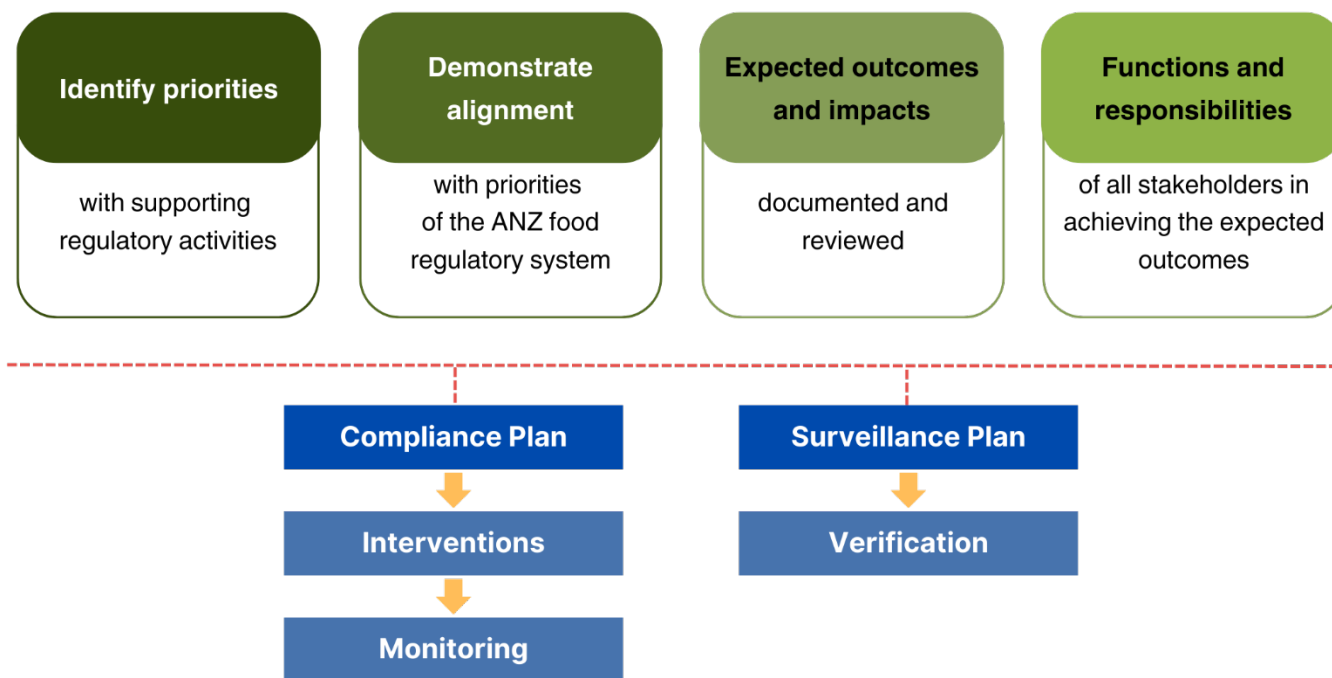 Identify priorities
with supporting
regulatory activities
Demonstrate
alignment
with priorities
of the ANZ food
regulatory system
Expected outcomes
and impacts
documented and
reviewed
Functions and
responsibilities
of all stakeholders in
achieving the expected
outcomes
Compliance Plan
Interventions
Monitoring
Surveillance Plan
Verification